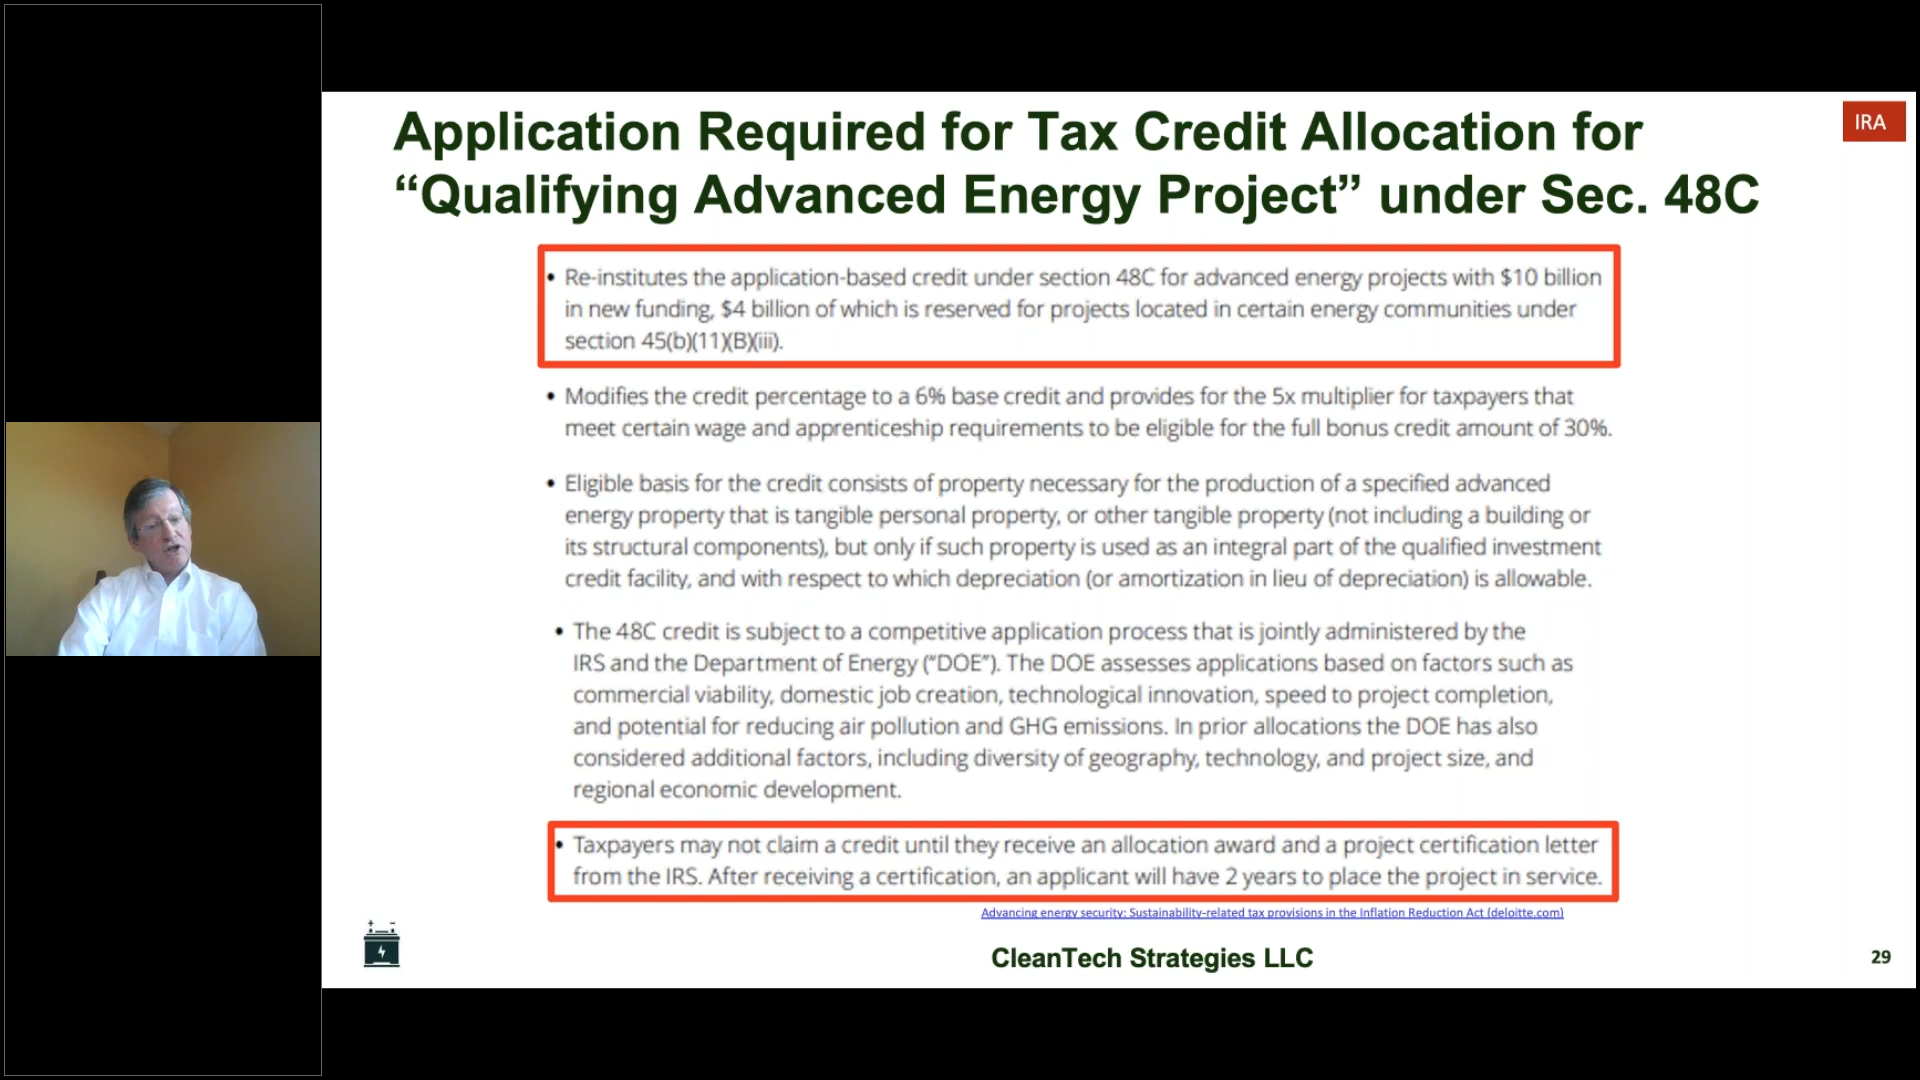 Application Required for Tax Credit Allocation for
“Qualifying Advanced Energy Project” under Sec. 48C
IRA
• Re-institutes the application-based credit under section 48C for advanced energy projects with $10 billion
in new funding, $4 billion of which is reserved for projects located in certain energy communities under
section 45(b)(11)(B)(iii).
• Modifies the credit percentage to a 6% base credit and provides for the 5x multiplier for taxpayers that
meet certain wage and apprenticeship requirements to be eligible for the full bonus credit amount of 30%.
• Eligible basis for the credit consists of property necessary for the production of a specified advanced
energy property that is tangible personal property, or other tangible property (not including a building or
its structural components), but only if such property is used as an integral part of the qualified investment
credit facility, and with respect to which depreciation (or amortization in lieu of depreciation) is allowable.
• The 48C credit is subject to a competitive application process that is jointly administered by the
IRS and the Department of Energy (“DOE”). The DOE assesses applications based on factors such as
commercial viability, domestic job creation, technological innovation, speed to project completion,
and potential for reducing air pollution and GHG emissions. In prior allocations the DOE has also
considered additional factors, including diversity of geography, technology, and project size, and
regional economic development.
• Taxpayers may not claim a credit until they receive an allocation award and a project certification letter
from the IRS. After receiving a certification, an applicant will have 2 years to place the project in service.
Advancing energy security: Sustainability-related tax provisions in the Inflation Reduction Act (deloitte.com)
CleanTech Strategies LLC
29